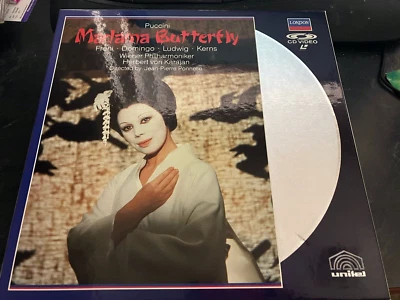 Puccini
Madama Butterfly
Freni · Domingo · Ludwig · Kerns
Wiener Philharmoniker
Herbert von Karajan
Directed by Jean-Pierre Ponnelle
LONDON
CD VIDEO
unitel